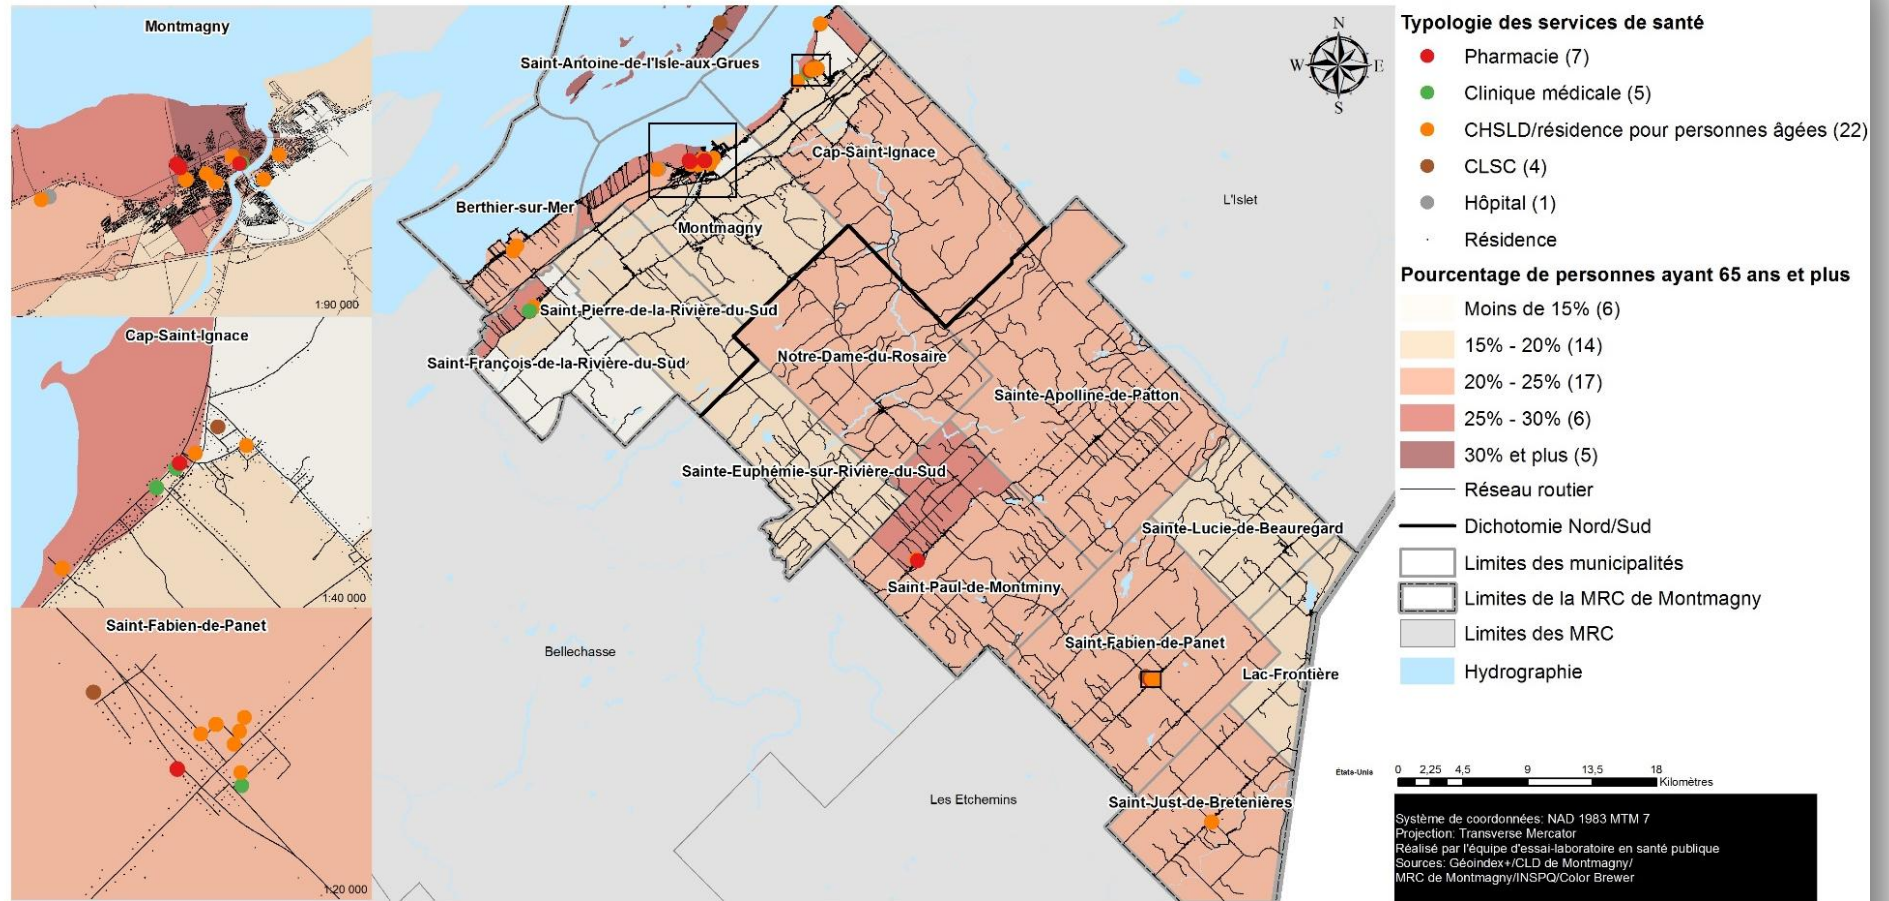 Montmagny
1:90 000
Cap-Saint-Ignace
1:40 000
Saint-Fabien-de-Panet
1:20 000
Saint-Antoine-de-l'Isle-aux-Grues
Cap-Saint-Ignace
L'Islet
Berthier-sur-Mer
Montmagny
Saint-Pierre-de-la-Rivière-du-Sud
Saint-François-de-la-Rivière-du-Sud
Notre-Dame-du-Rosaire
Sainte-Apolline-de-Patton
Sainte-Euphémie-sur-Rivière-du-Sud
Sainte-Lucie-de-Beauregard
Saint-Paul-de-Montminy
Saint-Fabien-de-Panet
Bellechasse
Lac-Frontière
États-Unis
Les Etchemins
Saint-Just-de-Bretenières
N
W E
S
Typologie des services de santé
Pharmacie (7)
Clinique médicale (5)
CHSLD/résidence pour personnes âgées (22)
CLSC (4)
Hôpital (1)
Résidence
Pourcentage de personnes ayant 65 ans et plus
Moins de 15% (6)
15% - 20% (14)
20% - 25% (17)
25% - 30% (6)
30% et plus (5)
Réseau routier
Dichotomie Nord/Sud
Limites des municipalités
Limites de la MRC de Montmagny
Limites des MRC
Hydrographie
0 2,25 4,5 9 13,5 18
Kilomètres
Système de coordonnées: NAD 1983 MTM 7
Projection: Transverse Mercator
Réalisé par l'équipe d'essai-laboratoire en santé publique
Sources: Géoindex+/CLD de Montmagny/
MRC de Montmagny/INSPQ/Color Brewer